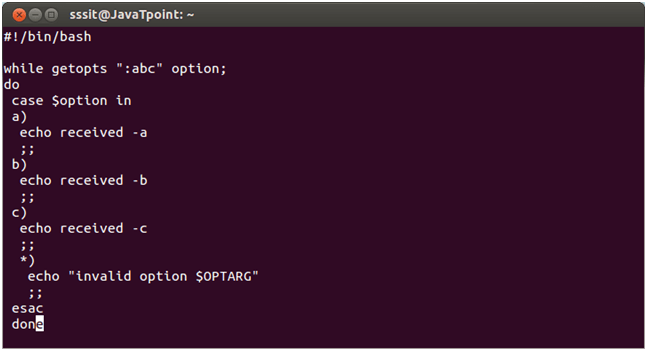 sssit@JavaTpoint: ~
#!/bin/bash

while getopts ":abc" option;
do
 case $option in
 a)
  echo received -a
  ;;
 b)
  echo received -b
  ;;
 c)
  echo received -c
  ;;
  *)
   echo "invalid option $OPTARG"
   ;;
 esac
 done